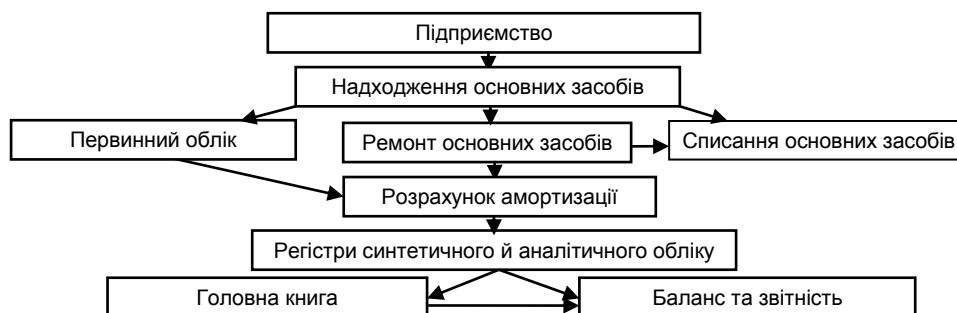 Підприємство
Надходження основних засобів
Первинний облік
Ремонт основних засобів
Списання основних засобів
Розрахунок амортизації
Регістри синтетичного й аналітичного обліку
Головна книга
Баланс та звітність